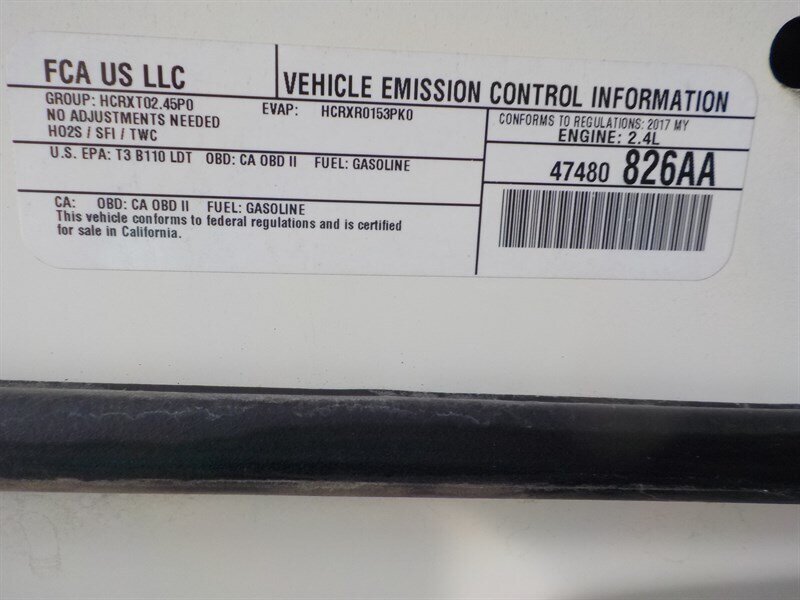 FCA US LLC
VEHICLE EMISSION CONTROL INFORMATION
GROUP: HCRXT02.45P0 EVAP: HCRXR0153PK0
NO ADJUSTMENTS NEEDED
HO2S / SFI / TWC
CONFORMS TO REGULATIONS: 2017 MY
ENGINE: 2.4L
U.S. EPA: T3 B110 LDT OBD: CA OBD II FUEL: GASOLINE
47480 826AA
CA: OBD: CA OBD II FUEL: GASOLINE
This vehicle conforms to federal regulations and is certified
for sale in California.